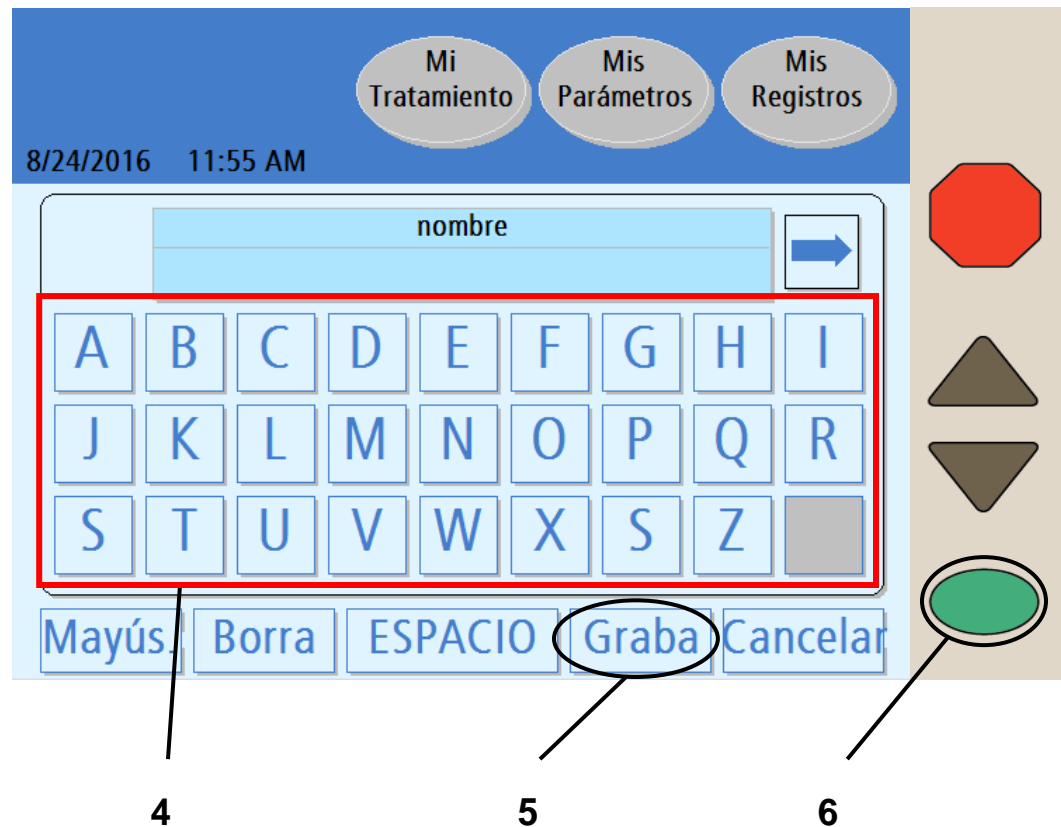 Mi
Tratamiento
Mis
Parámetros
Mis
Registros
8/24/2016 11:55 AM
nombre
A B C D E F G H I
J K L M N O P Q R
S T U V W X S Z
Mayús. Borra ESPACIO Graba Cancelar
4 5 6